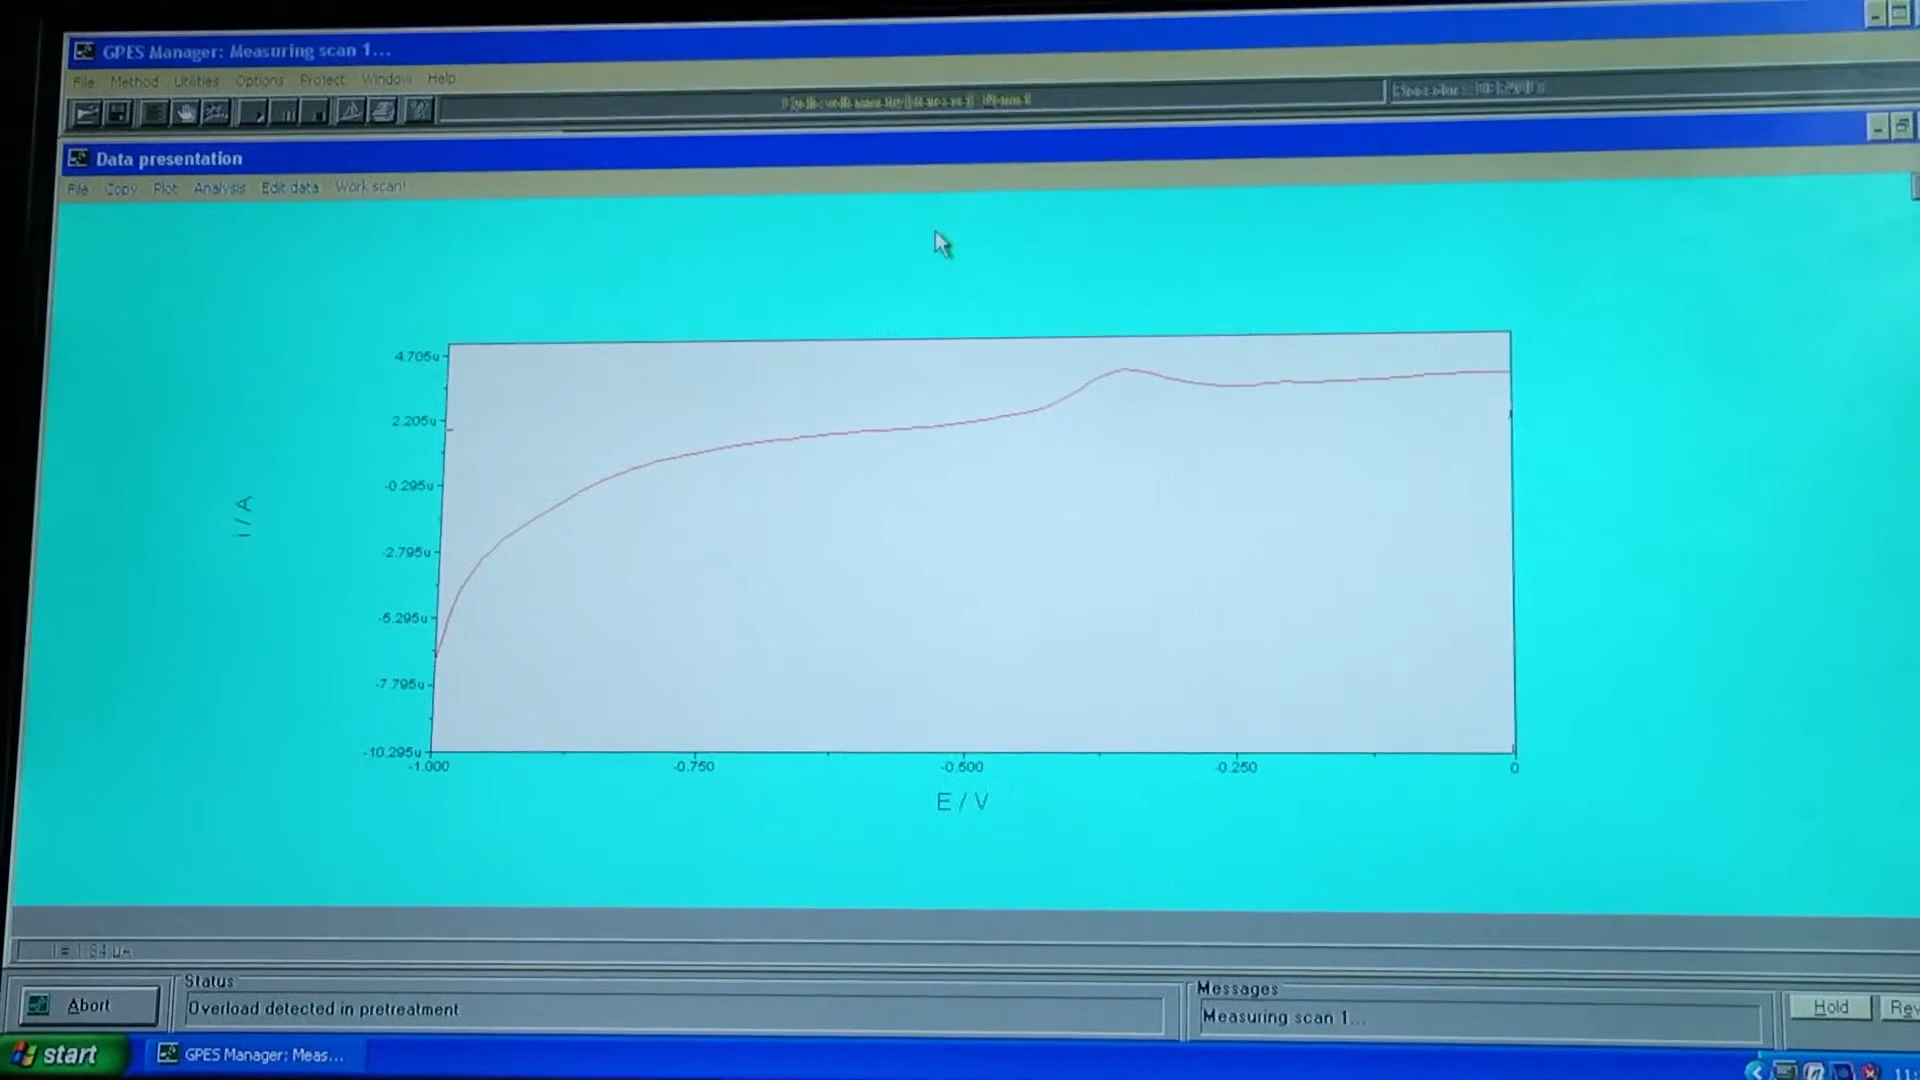 GPES Manager: Measuring scan 1...
File Method Utilities Options Project Window Help
Data presentation
File Copy Plot Analysis Edit data Work scan!
4.705u
2.205u
-0.295u
-2.795u
-5.295u
-7.795u
-10.295u
i / A
-1.000 -0.750 -0.500 -0.250 0
E / V
Status
Messages
Abort
Overload detected in pretreatment
Measuring scan 1...
Hold
start
GPES Manager: Meas...